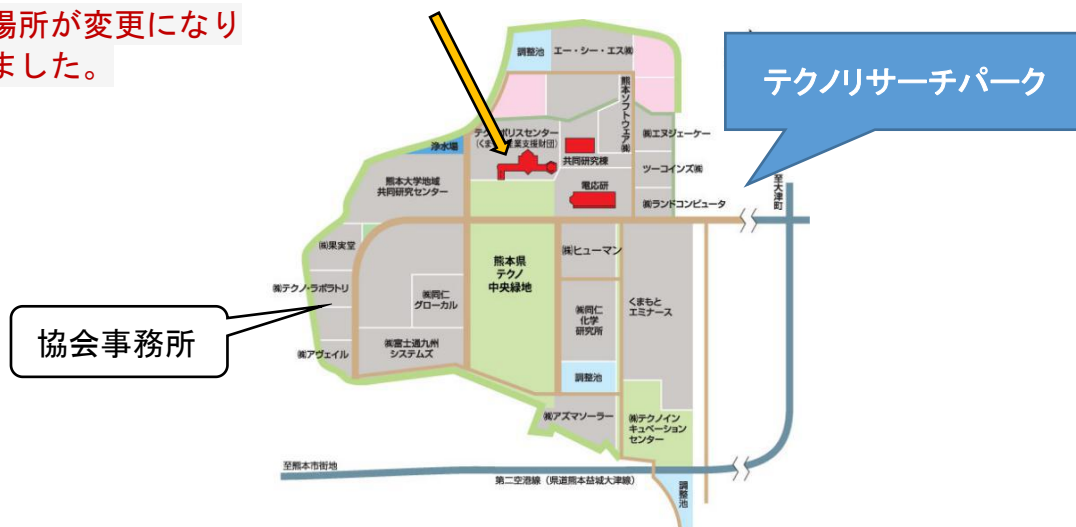 場所が変更になり
ました。
テクノリサーチパーク
調整池
エー・シー・エス㈱
熊本ソフトウェア㈱
㈱エヌジェーケー
ツーコインズ㈱
㈱ランドコンピュータ
至大津町
浄水場
共同研究棟
電応研
熊本大学地域
共同研究センター
㈲果実堂
㈱テクノ・ラボラトリ
㈱アヴェイル
協会事務所
㈱同仁
グローカル
㈱富士通九州
システムズ
熊本県
テクノ
中央緑地
㈱ヒューマン
㈱同仁
化学
研究所
くまもと
エミナース
調整池
㈱アズマソーラー
㈱テクノイン
キュベーション
センター
至熊本市街地
第二空港線(県道熊本益城大津線)
調整池